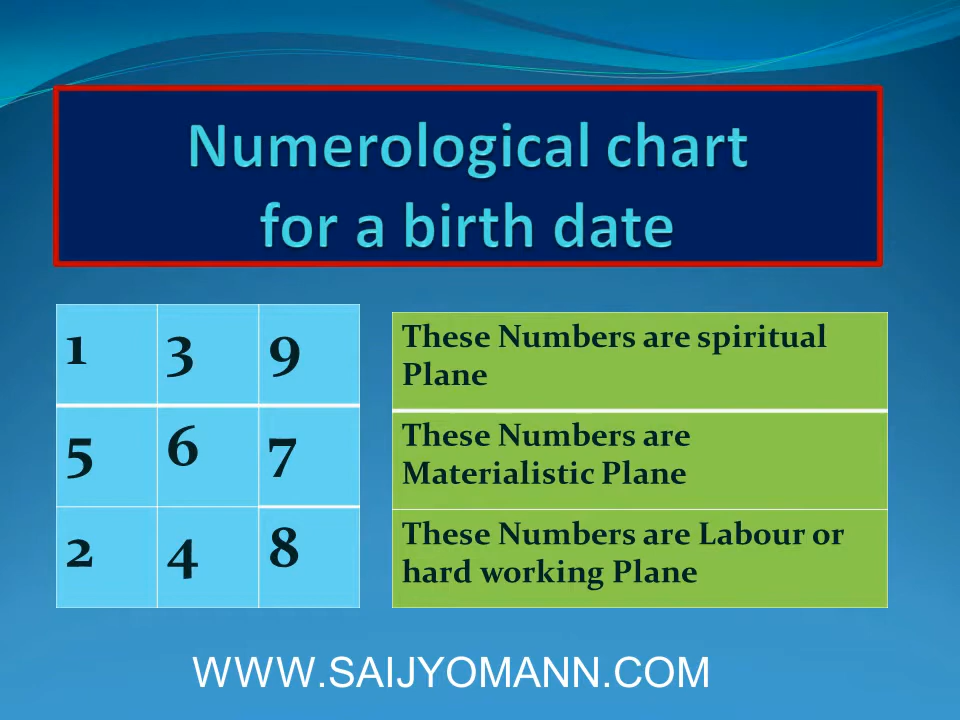 Numerological chart
for a birth date
1 3 9
These Numbers are spiritual
Plane
5 6 7
These Numbers are
Materialistic Plane
2 4 8
These Numbers are Labour or
hard working Plane
WWW.SAIJYOMANN.COM